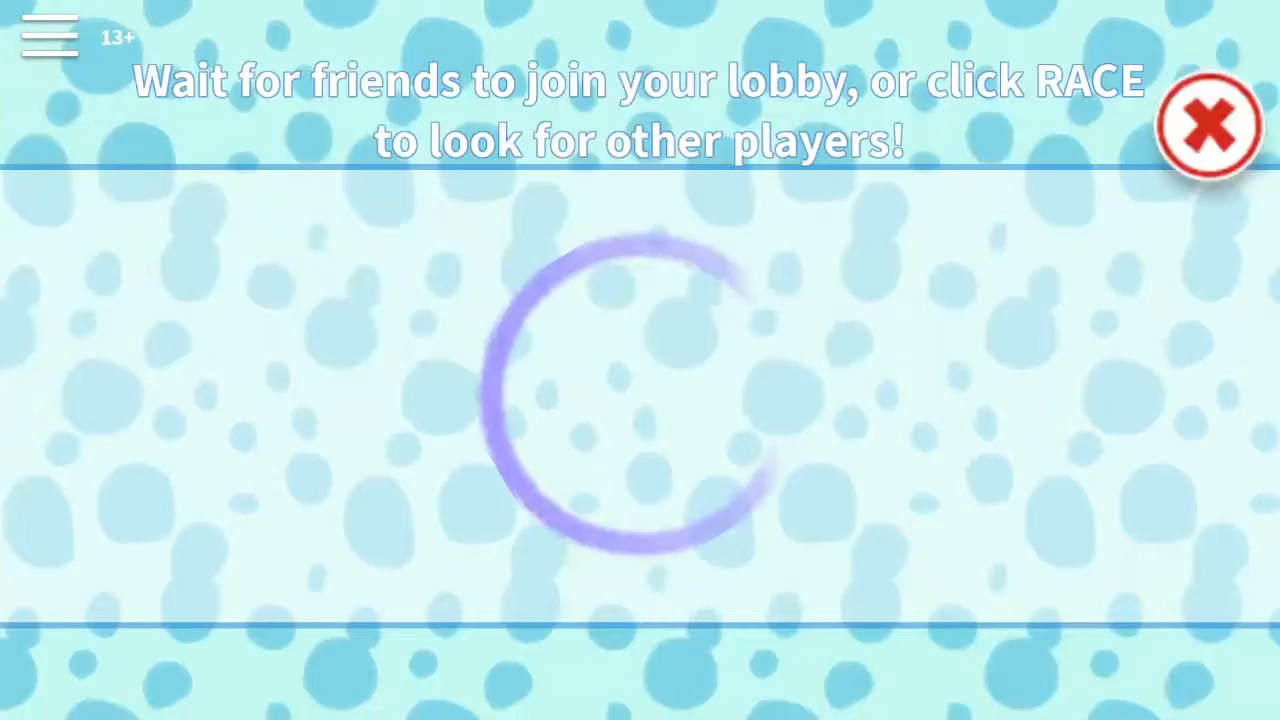 13+
Wait for friends to join your lobby, or click RACE
to look for other players!